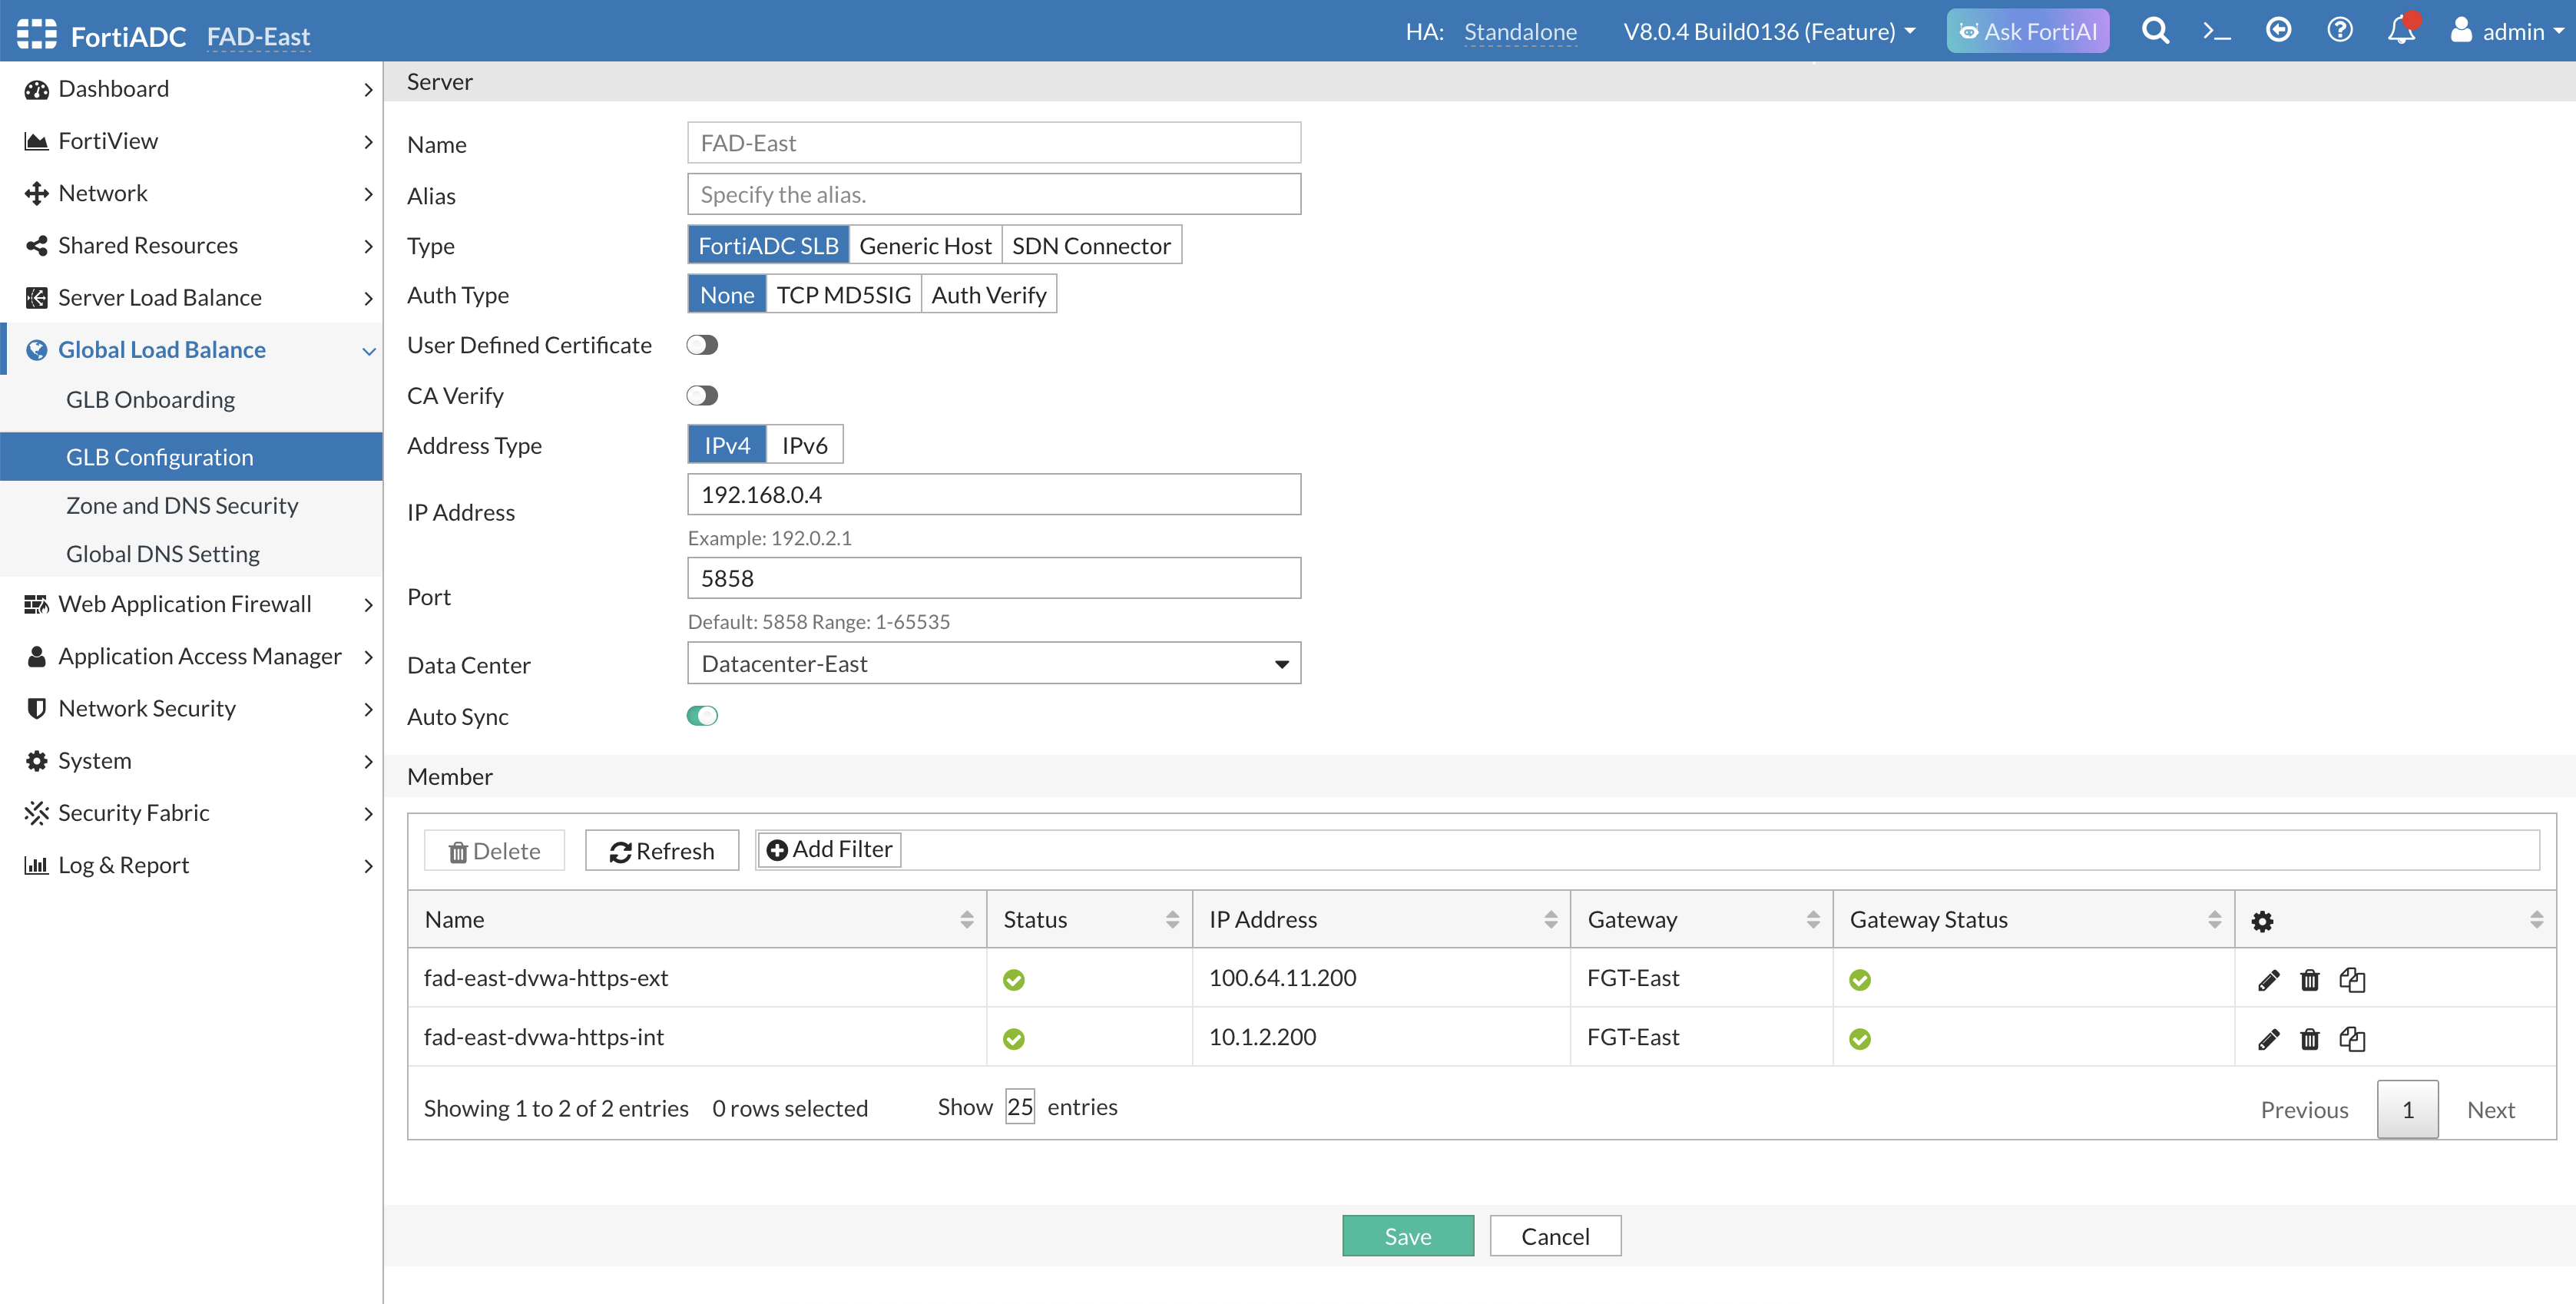 FortiADC FAD-East HA: Standalone V8.0.4 Build0136 (Feature) Ask FortiAI admin
Dashboard
FortiView
Network
Shared Resources
Server Load Balance
Global Load Balance
GLB Onboarding
GLB Configuration
Zone and DNS Security
Global DNS Setting
Web Application Firewall
Application Access Manager
Network Security
System
Security Fabric
Log & Report
Server
Name FAD-East
Alias Specify the alias.
Type FortiADC SLB Generic Host SDN Connector
Auth Type None TCP MD5SIG Auth Verify
User Defined Certificate
CA Verify
Address Type IPv4 IPv6
IP Address 192.168.0.4
Example: 192.0.2.1
Port 5858
Default: 5858 Range: 1-65535
Data Center Datacenter-East
Auto Sync
Member
Delete Refresh Add Filter
Name Status IP Address Gateway Gateway Status
fad-east-dvwa-https-ext 100.64.11.200 FGT-East
fad-east-dvwa-https-int 10.1.2.200 FGT-East
Showing 1 to 2 of 2 entries 0 rows selected Show 25 entries Previous 1 Next
Save Cancel